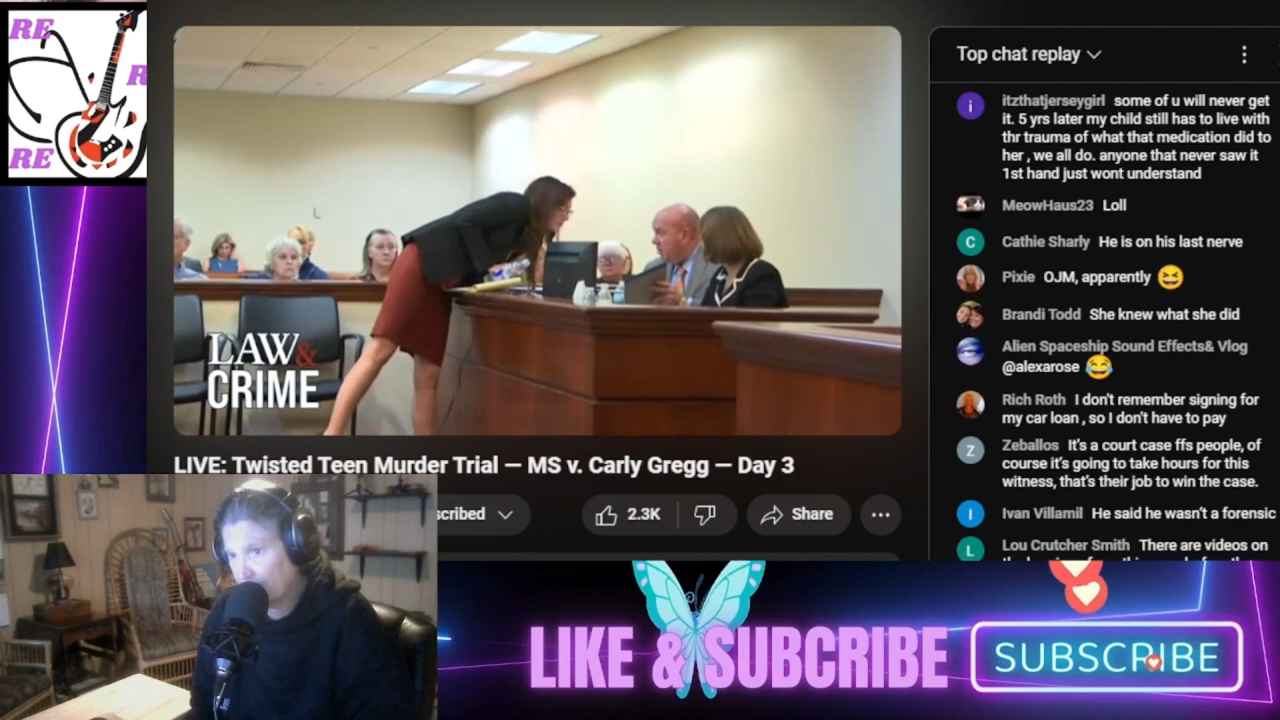 RE
R
RE
LAW&
CRIME
LIVE: Twisted Teen Murder Trial — MS v. Carly Gregg — Day 3
scribed
2.3K
Share
Top chat replay
itzthatjerseygirl some of u will never get
it. 5 yrs later my child still has to live with
thr trauma of what that medication did to
her , we all do. anyone that never saw it
1st hand just wont understand
MeowHaus23 Loll
Cathie Sharly He is on his last nerve
Pixie OJM, apparently 😆
Brandi Todd She knew what she did
Alien Spaceship Sound Effects& Vlog
@alexarose 😂
Rich Roth I don't remember signing for
my car loan , so I don't have to pay
Zeballos It's a court case ffs people, of
course it's going to take hours for this
witness, that's their job to win the case.
Ivan Villamil He said he wasn't a forensic
Lou Crutcher Smith There are videos on
LIKE & SUBCRIBE
SUBSCRIBE